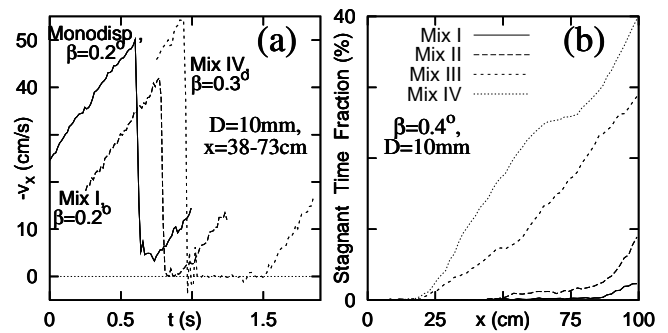 Monodisp.,
β=0.2°
(a)
Mix IV,
β=0.3°
D=10mm,
x=38-73cm
Mix I,
β=0.2°
50
40
30
20
10
0
-vx (cm/s)
0
0.5
1
1.5
t (s)
(b)
Mix I
Mix II
Mix III
Mix IV
β=0.4°,
D=10mm
40
20
0
Stagnant Time Fraction (%)
0
25
50
75
100
x (cm)